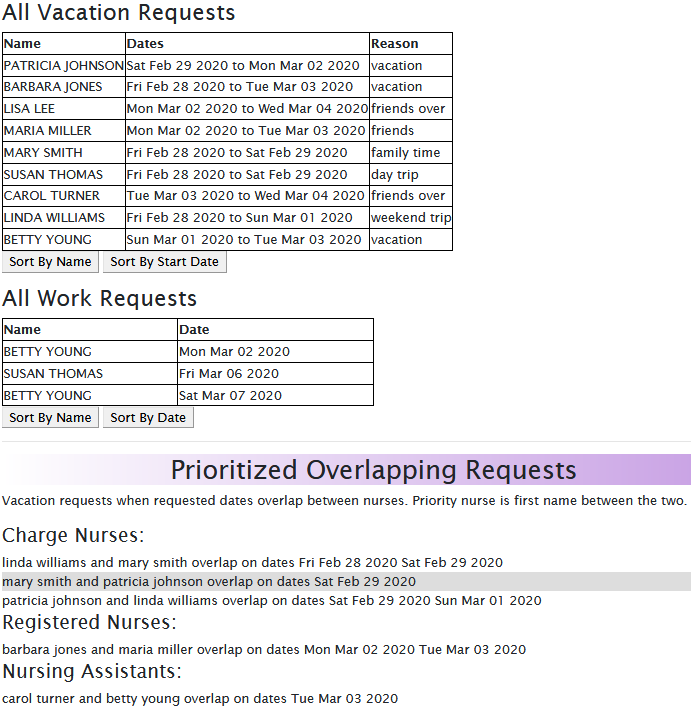 All Vacation Requests
Name Dates Reason
PATRICIA JOHNSON Sat Feb 29 2020 to Mon Mar 02 2020 vacation
BARBARA JONES Fri Feb 28 2020 to Tue Mar 03 2020 vacation
LISA LEE Mon Mar 02 2020 to Wed Mar 04 2020 friends over
MARIA MILLER Mon Mar 02 2020 to Tue Mar 03 2020 friends
MARY SMITH Fri Feb 28 2020 to Sat Feb 29 2020 family time
SUSAN THOMAS Fri Feb 28 2020 to Sat Feb 29 2020 day trip
CAROL TURNER Tue Mar 03 2020 to Wed Mar 04 2020 friends over
LINDA WILLIAMS Fri Feb 28 2020 to Sun Mar 01 2020 weekend trip
BETTY YOUNG Sun Mar 01 2020 to Tue Mar 03 2020 vacation
Sort By Name Sort By Start Date
All Work Requests
Name Date
BETTY YOUNG Mon Mar 02 2020
SUSAN THOMAS Fri Mar 06 2020
BETTY YOUNG Sat Mar 07 2020
Sort By Name Sort By Date
Prioritized Overlapping Requests
Vacation requests when requested dates overlap between nurses. Priority nurse is first name between the two.
Charge Nurses:
linda williams and mary smith overlap on dates Fri Feb 28 2020 Sat Feb 29 2020
mary smith and patricia johnson overlap on dates Sat Feb 29 2020
patricia johnson and linda williams overlap on dates Sat Feb 29 2020 Sun Mar 01 2020
Registered Nurses:
barbara jones and maria miller overlap on dates Mon Mar 02 2020 Tue Mar 03 2020
Nursing Assistants:
carol turner and betty young overlap on dates Tue Mar 03 2020